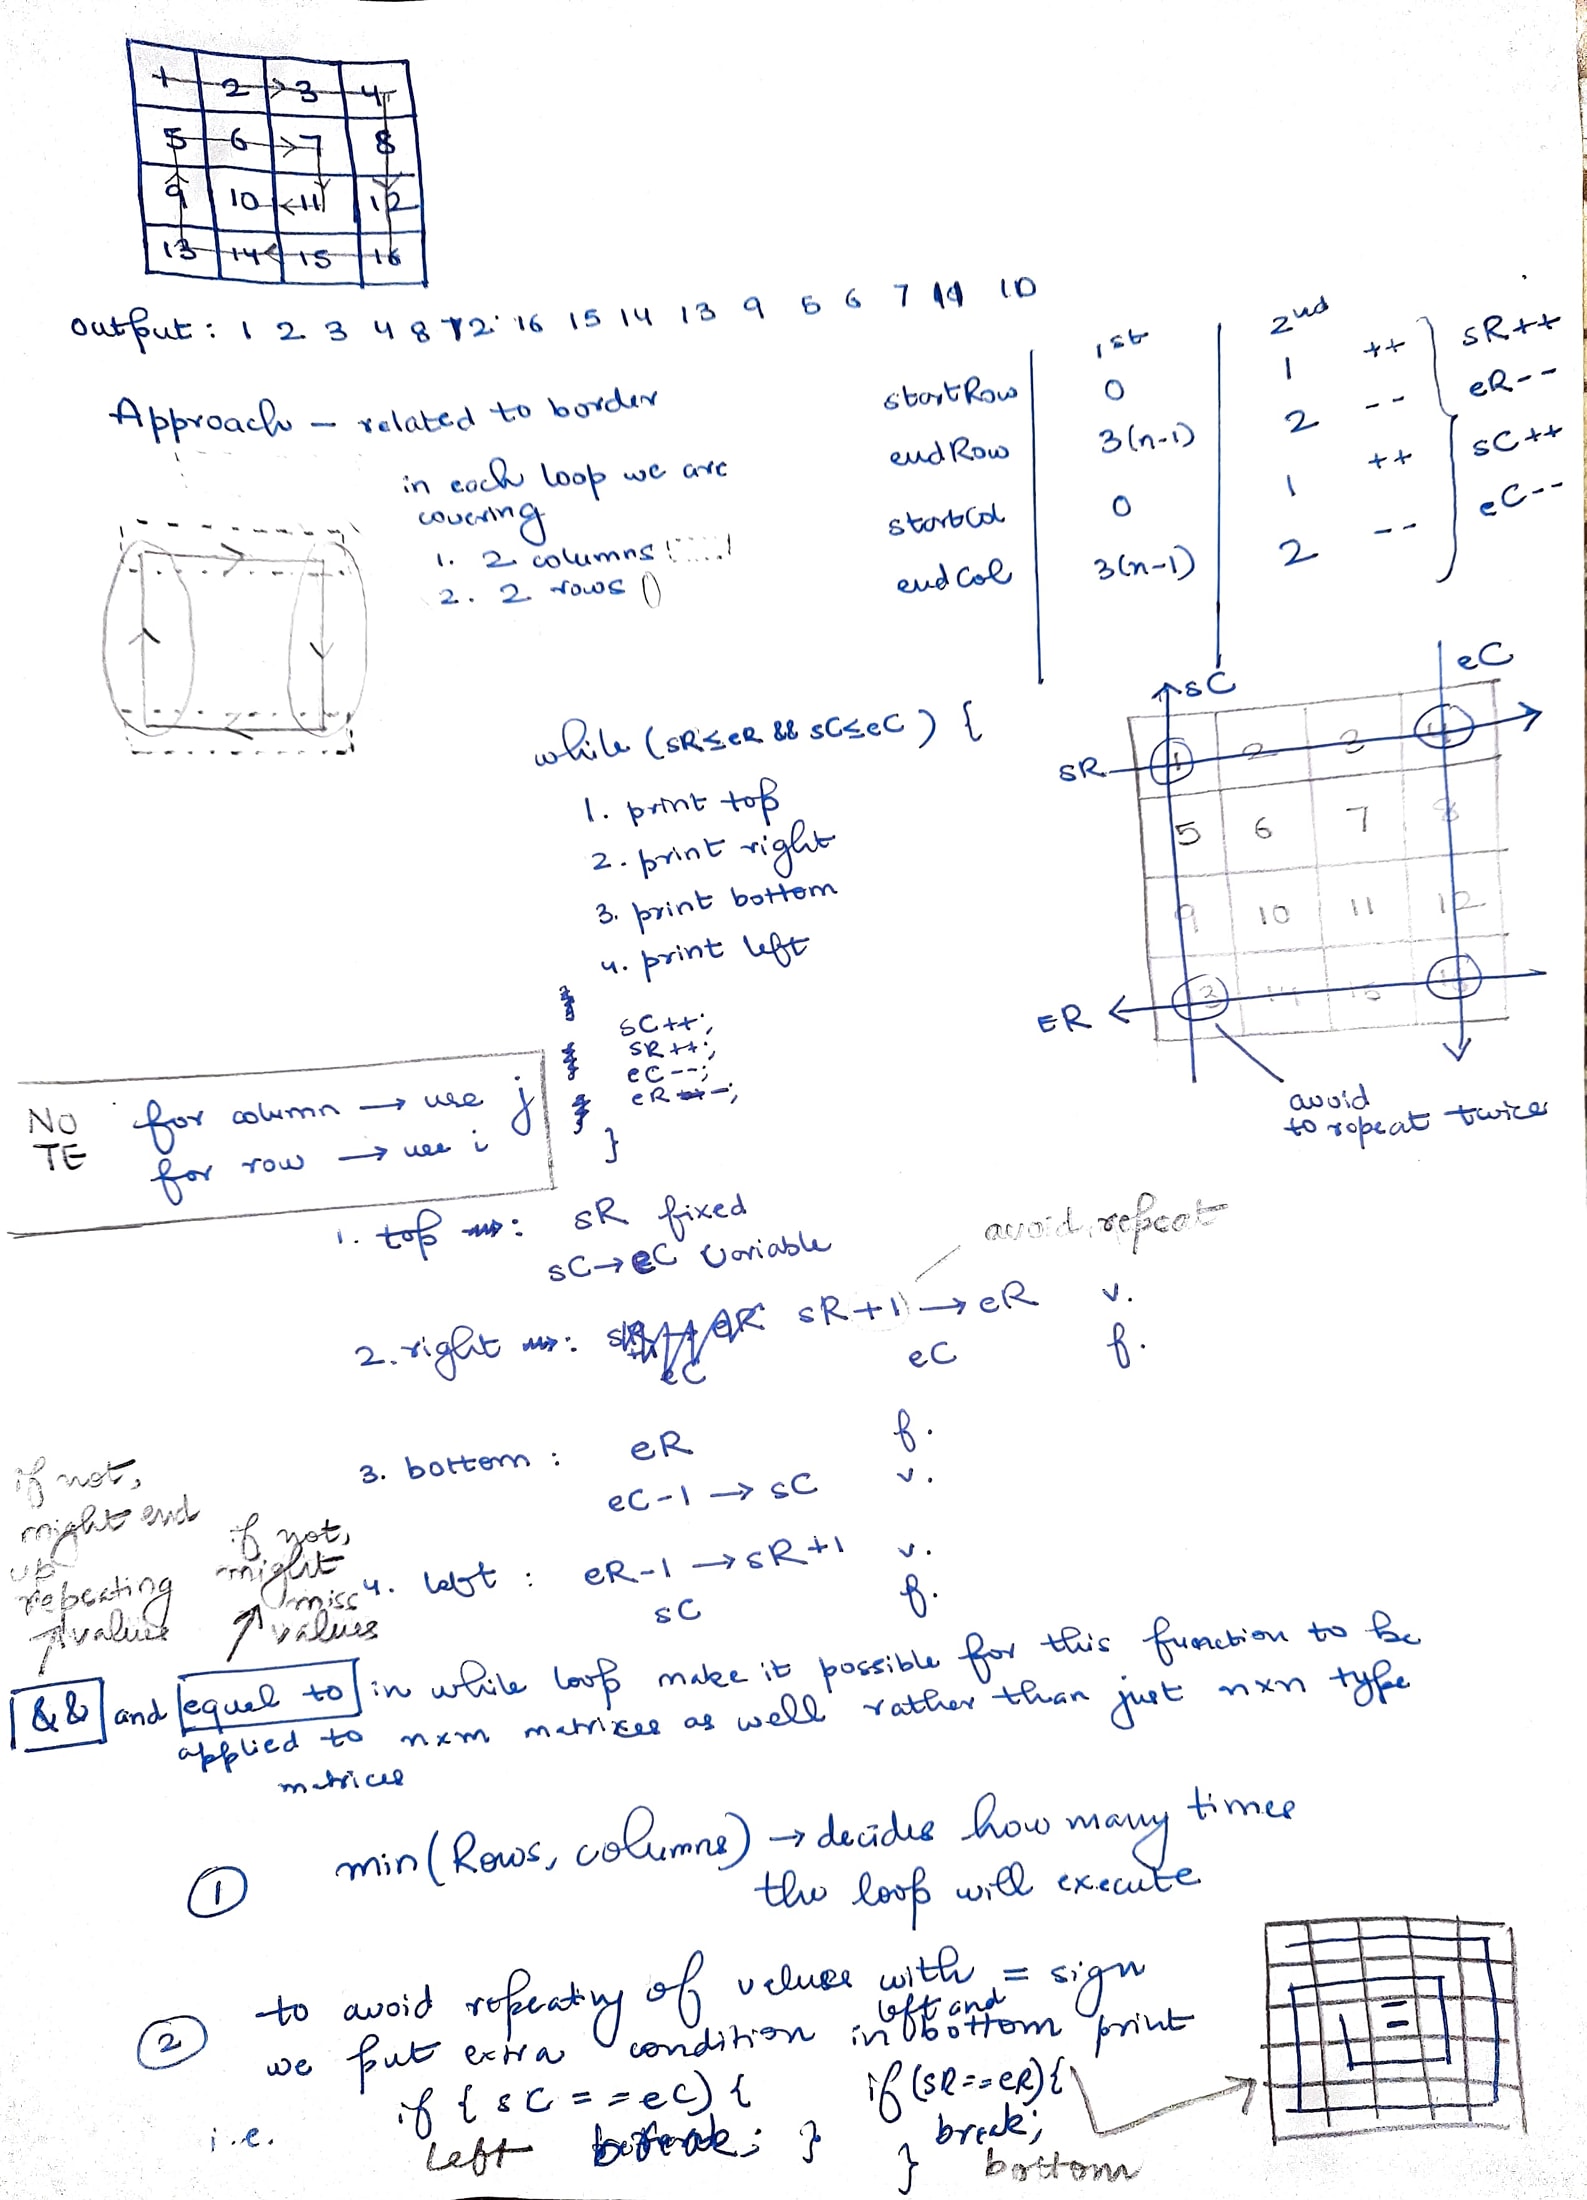 1 2 3 4
5 6 7 8
9 10 11 12
13 14 15 16
output: 1 2 3 4 8 12 16 15 14 13 9 5 6 7 11 10
Approach – related to border
in each loop we are
covering
1. 2 columns
2. 2 rows ()
1st 2nd
startRow 0 1 ++ sR++
endRow 3(n-1) 2 -- eR--
startCol 0 1 ++ sC++
endCol 3(n-1) 2 -- eC--
while (sR≤eR && sC≤eC) {
1. print top
2. print right
3. print bottom
4. print left
sC++;
sR++;
eC--;
eR--;
}
sC eC
SR 1 2 3 4
5 6 7 8
9 10 11 12
ER 13 14 15 16
avoid
to repeat twice
NO
TE
for column → use j
for row → use i
1. top : sR fixed
sC→eC variable
avoid repeat
2. right : sR+1 → eR v.
eC f.
3. bottom : eR f.
eC-1 → sC v.
4. left : eR-1 → sR+1 v.
sC f.
if not,
might end
up
repeating
values
if not,
might
miss
values
&& and equal to in while loop make it possible for this function to be
applied to nxm matrixes as well rather than just nxn type
matrices
① min(Rows, columns) → decides how many times
the loop will execute
② to avoid repeating of values with = sign
we put extra condition in left and bottom print
i.e. if { sC == eC) { if (sR==eR) {
left break; } break;
} bottom